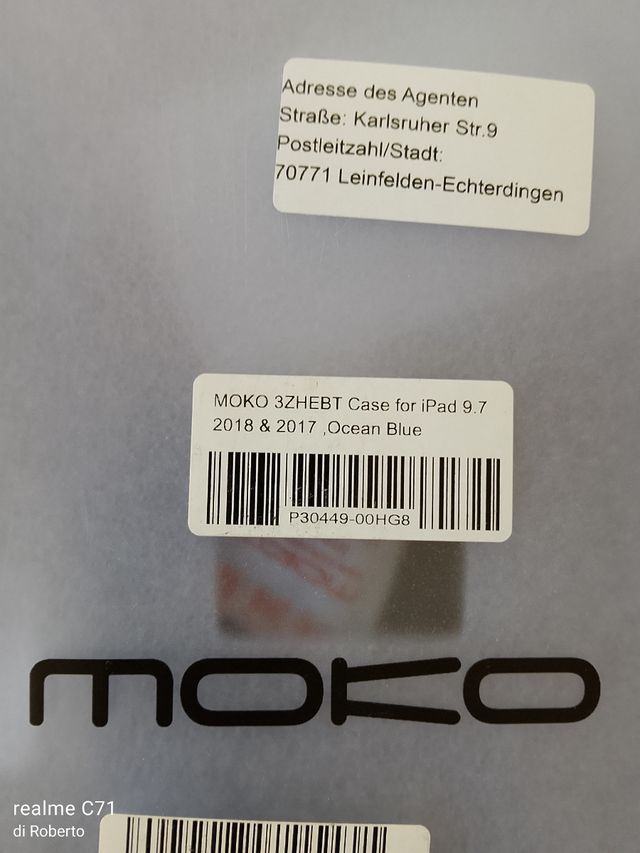 Adresse des Agenten
Straße: Karlsruher Str.9
Postleitzahl/Stadt:
70771 Leinfelden-Echterdingen
MOKO 3ZHEBT Case for iPad 9.7
2018 & 2017 ,Ocean Blue
P30449-00HG8
moko
realme C71
di Roberto